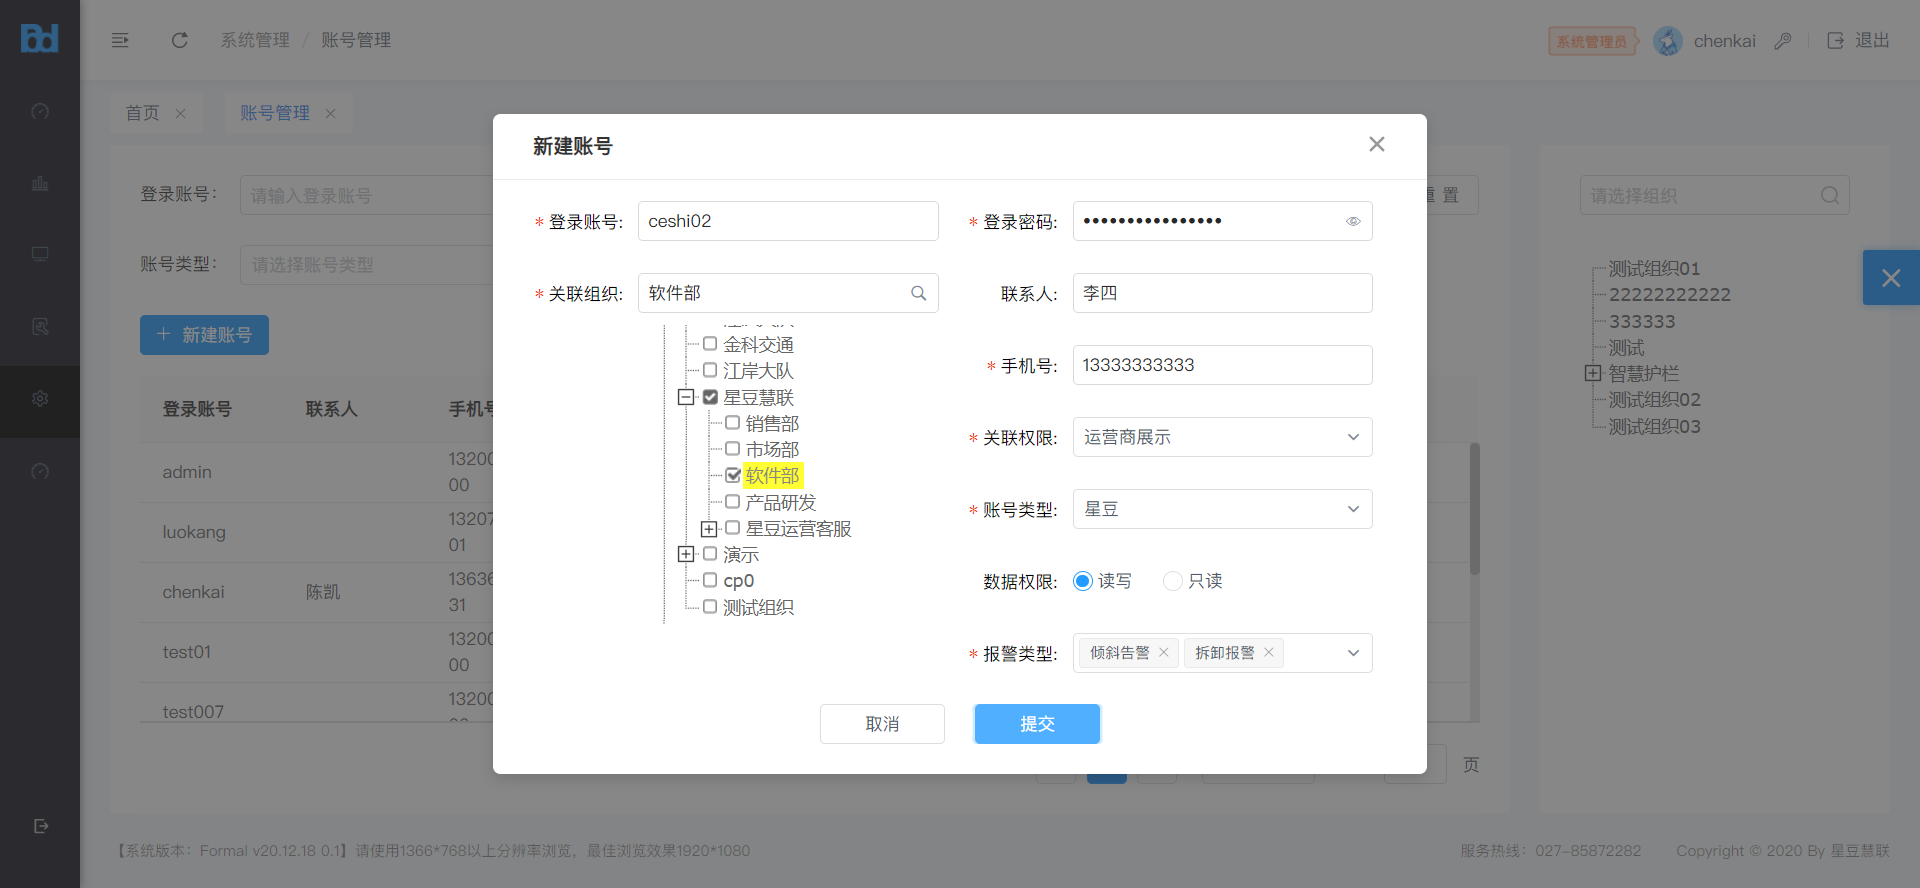 系统管理 / 账号管理
系统管理员
chenkai
退出
首页
账号管理
登录账号：
请输入登录账号
重 置
账号类型：
请选择账号类型
+ 新建账号
登录账号 联系人 手机号
admin 13200
00
luokang 13207
01
chenkai 陈凯 13636
31
test01 13200
00
test007 13200
页
新建账号
* 登录账号: ceshi02
* 登录密码: ••••••••••••••••
* 关联组织: 软件部
联系人: 李四
金科交通
江岸大队
星豆慧联
销售部
市场部
软件部
产品研发
星豆运营客服
演示
cp0
测试组织
* 手机号: 13333333333
* 关联权限: 运营商展示
* 账号类型: 星豆
数据权限: 读写 只读
* 报警类型: 倾斜告警 拆卸报警
取消
提交
请选择组织
测试组织01
22222222222
333333
测试
智慧护栏
测试组织02
测试组织03
【系统版本：Formal v20.12.18 0.1】请使用1366*768以上分辨率浏览，最佳浏览效果1920*1080
服务热线：027-85872282
Copyright © 2020 By 星豆慧联